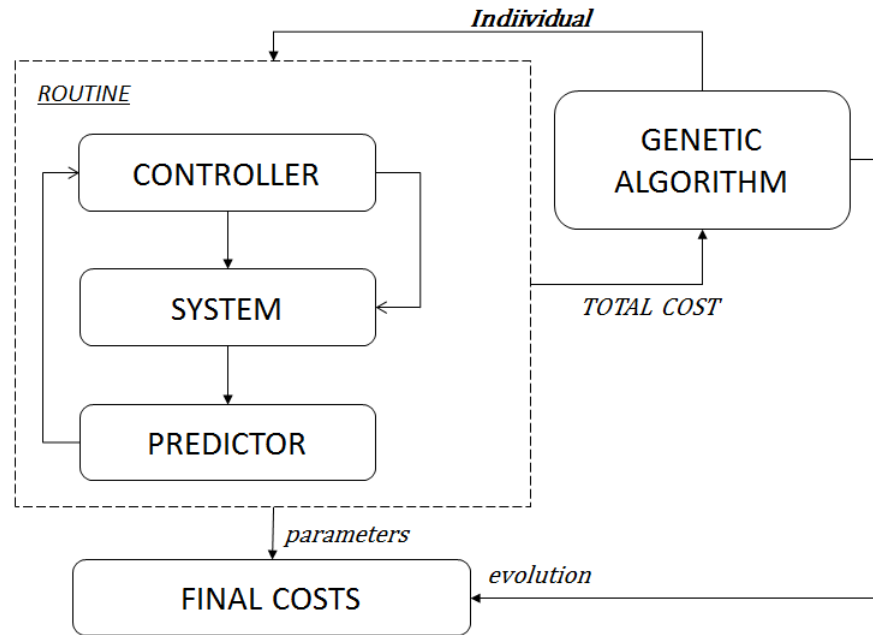 Indiividual
ROUTINE
CONTROLLER
GENETIC
ALGORITHM
SYSTEM
TOTAL COST
PREDICTOR
parameters
evolution
FINAL COSTS